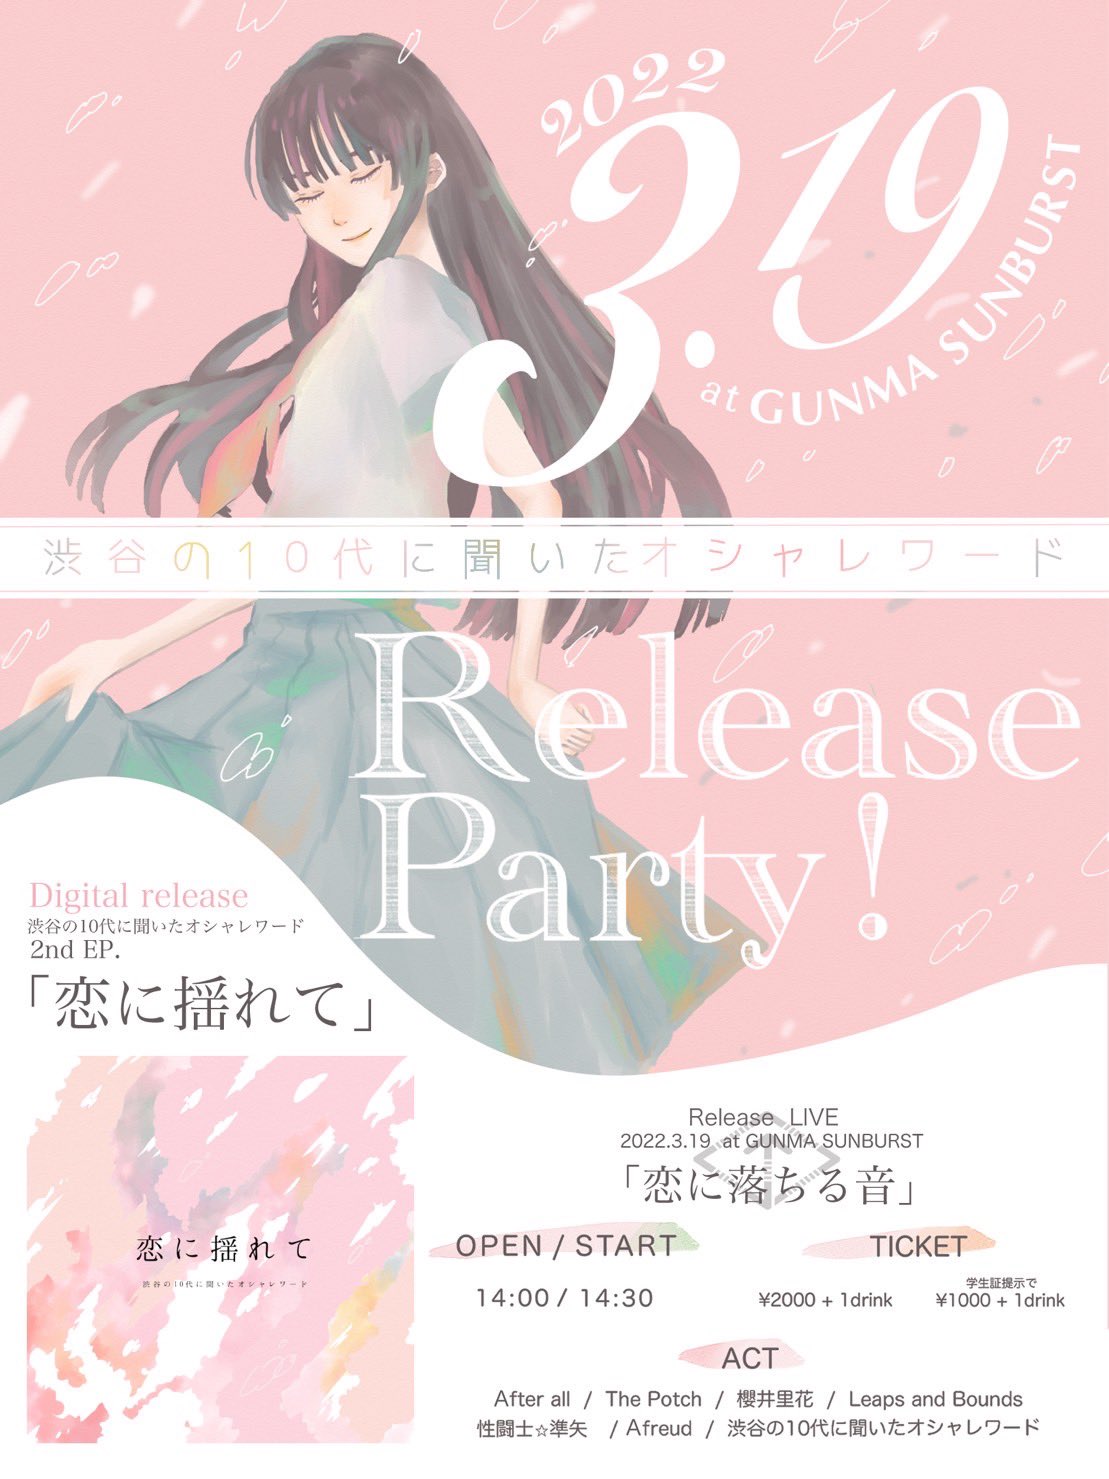 2022
3.19
at GUNMA SUNBURST
渋谷の10代に聞いたオシャレワード
Release
Party!
Digital release
渋谷の10代に聞いたオシャレワード
2nd EP.
「恋に揺れて」
恋に揺れて
渋谷の10代に聞いたオシャレワード
Release LIVE
2022.3.19 at GUNMA SUNBURST
「恋に落ちる音」
OPEN / START
14:00 / 14:30
TICKET
¥2000 + 1drink
学生証提示で
¥1000 + 1drink
ACT
After all / The Potch / 櫻井里花 / Leaps and Bounds
性闘士☆準矢 / Afreud / 渋谷の10代に聞いたオシャレワード